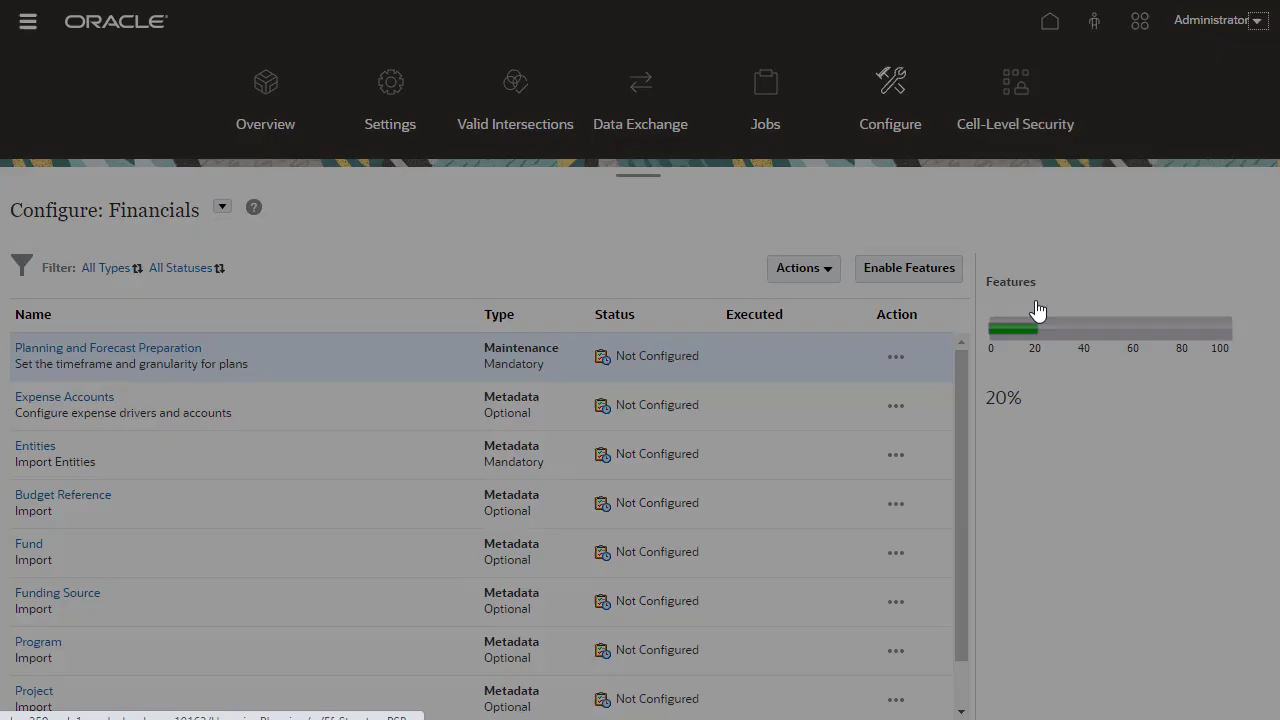 ORACLE
Administrator
Overview
Settings
Valid Intersections
Data Exchange
Jobs
Configure
Cell-Level Security
Configure: Financials
?
Filter: All Types All Statuses
Actions
Enable Features
Features
Name Type Status Executed Action
Planning and Forecast Preparation
Set the timeframe and granularity for plans
Maintenance
Mandatory
Not Configured
Expense Accounts
Configure expense drivers and accounts
Metadata
Optional
Not Configured
Entities
Import Entities
Metadata
Mandatory
Not Configured
Budget Reference
Import
Metadata
Optional
Not Configured
Fund
Import
Metadata
Optional
Not Configured
Funding Source
Import
Metadata
Optional
Not Configured
Program
Import
Metadata
Optional
Not Configured
Project
Import
Metadata
Optional
Not Configured
0 20 40 60 80 100
20%